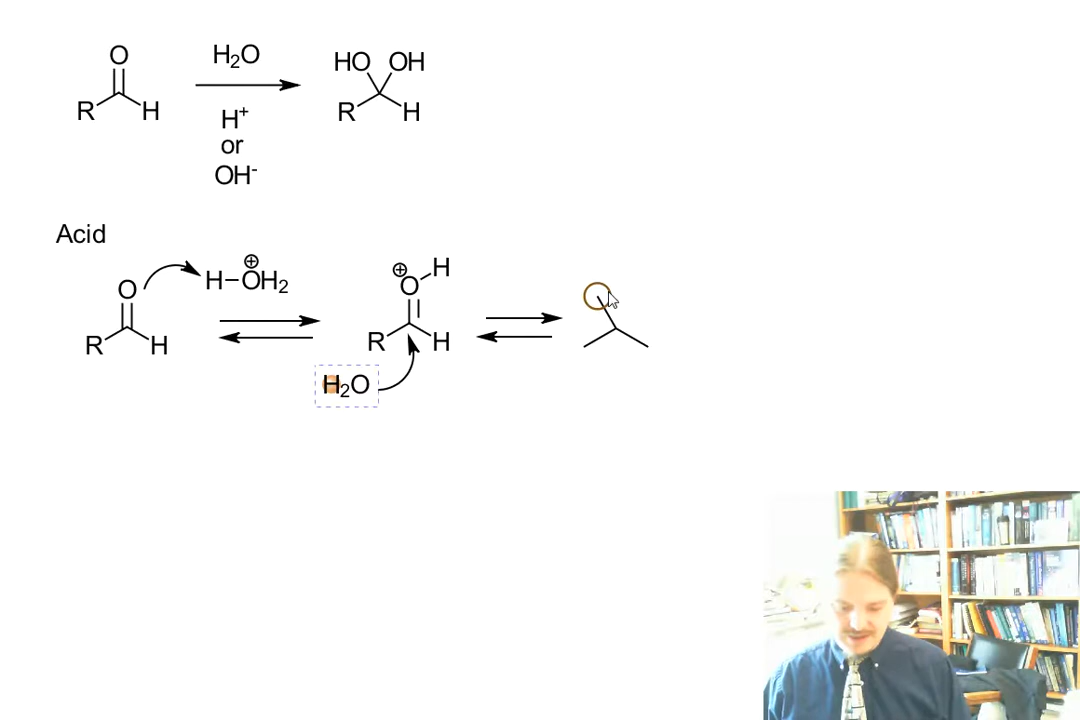 O
R H
H₂O
H⁺
or
OH⁻
HO OH
R H
Acid
O
R H
H–OH₂
⊕
⊕
O H
R H
H₂O